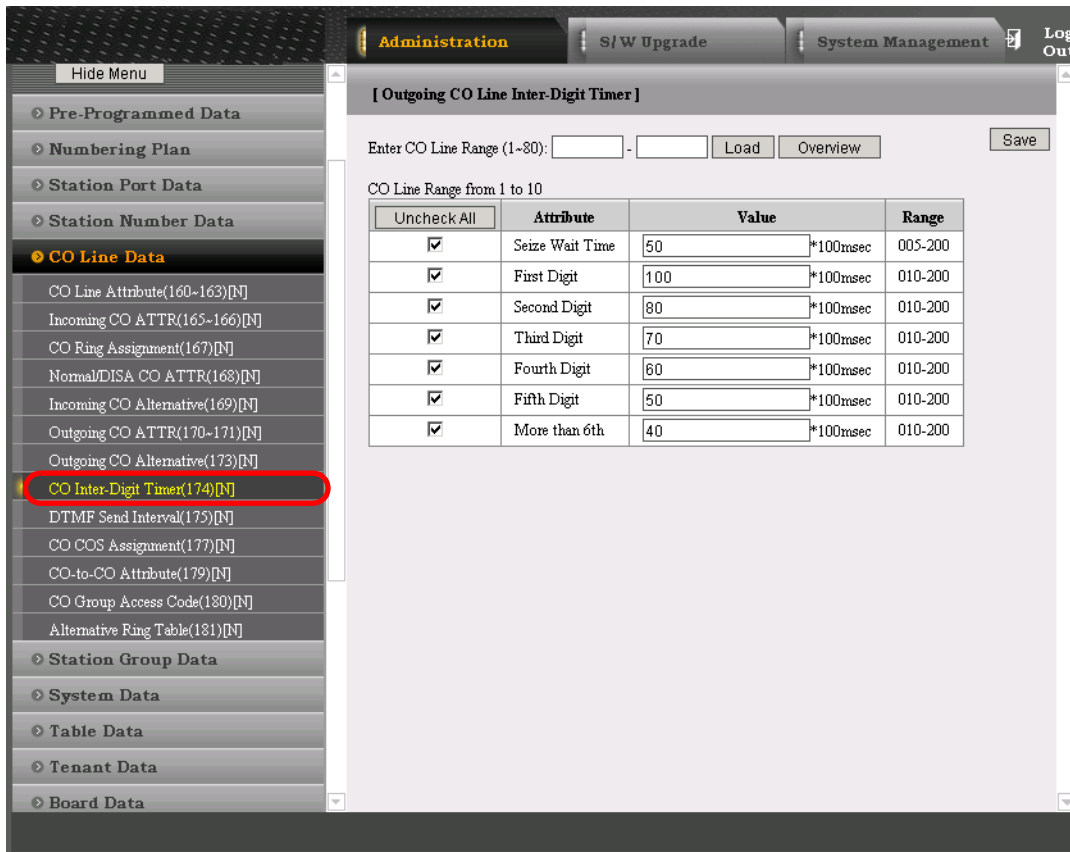 Administration
S/W Upgrade
System Management
Log
Out
Hide Menu
Pre-Programmed Data
Numbering Plan
Station Port Data
Station Number Data
CO Line Data
CO Line Attribute(160~163)[N]
Incoming CO ATTR(165~166)[N]
CO Ring Assignment(167)[N]
Normal/DISA CO ATTR(168)[N]
Incoming CO Alternative(169)[N]
Outgoing CO ATTR(170~171)[N]
Outgoing CO Alternative(173)[N]
CO Inter-Digit Timer(174)[N]
DTMF Send Interval(175)[N]
CO COS Assignment(177)[N]
CO-to-CO Attribute(179)[N]
CO Group Access Code(180)[N]
Alternative Ring Table(181)[N]
Station Group Data
System Data
Table Data
Tenant Data
Board Data
[ Outgoing CO Line Inter-Digit Timer ]
Enter CO Line Range (1~80): - Load Overview Save
CO Line Range from 1 to 10
Uncheck All Attribute Value Range
Seize Wait Time 50 *100msec 005-200
First Digit 100 *100msec 010-200
Second Digit 80 *100msec 010-200
Third Digit 70 *100msec 010-200
Fourth Digit 60 *100msec 010-200
Fifth Digit 50 *100msec 010-200
More than 6th 40 *100msec 010-200